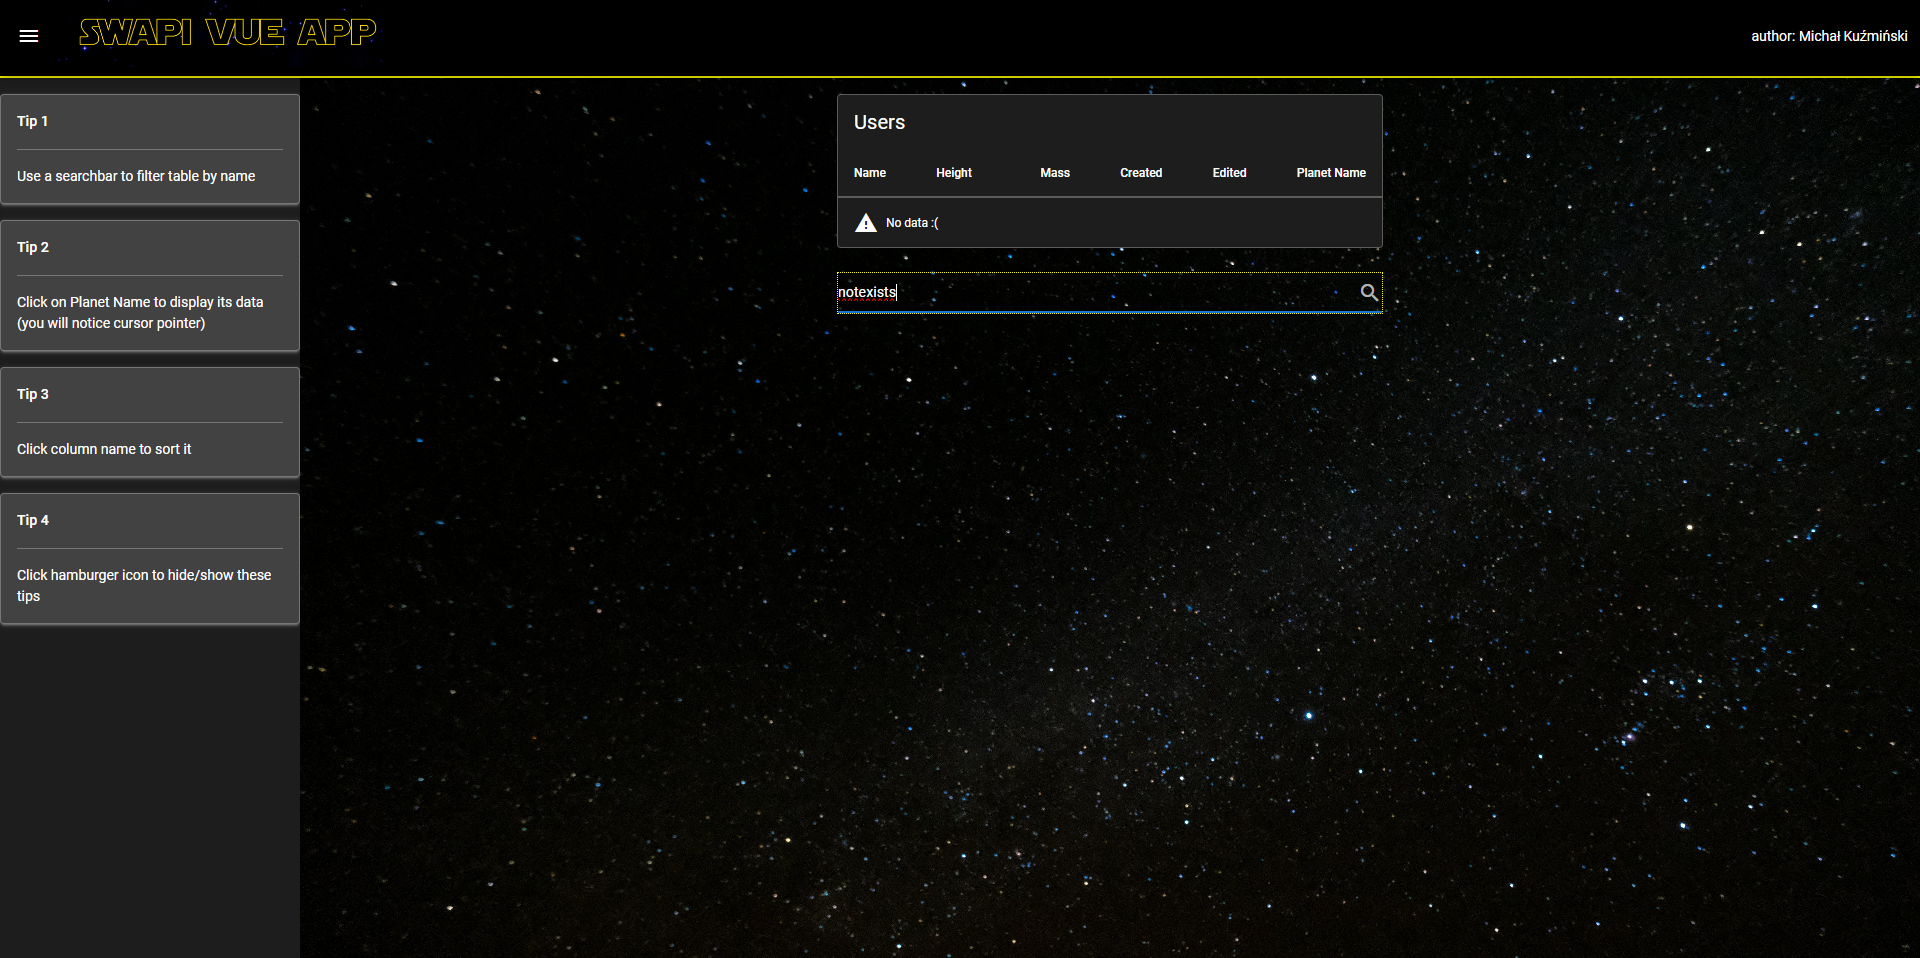 SWAPI VUE APP
author: Michał Kuźmiński
Tip 1
Use a searchbar to filter table by name
Tip 2
Click on Planet Name to display its data
(you will notice cursor pointer)
Tip 3
Click column name to sort it
Tip 4
Click hamburger icon to hide/show these
tips
Users
Name Height Mass Created Edited Planet Name
No data :(
notexists